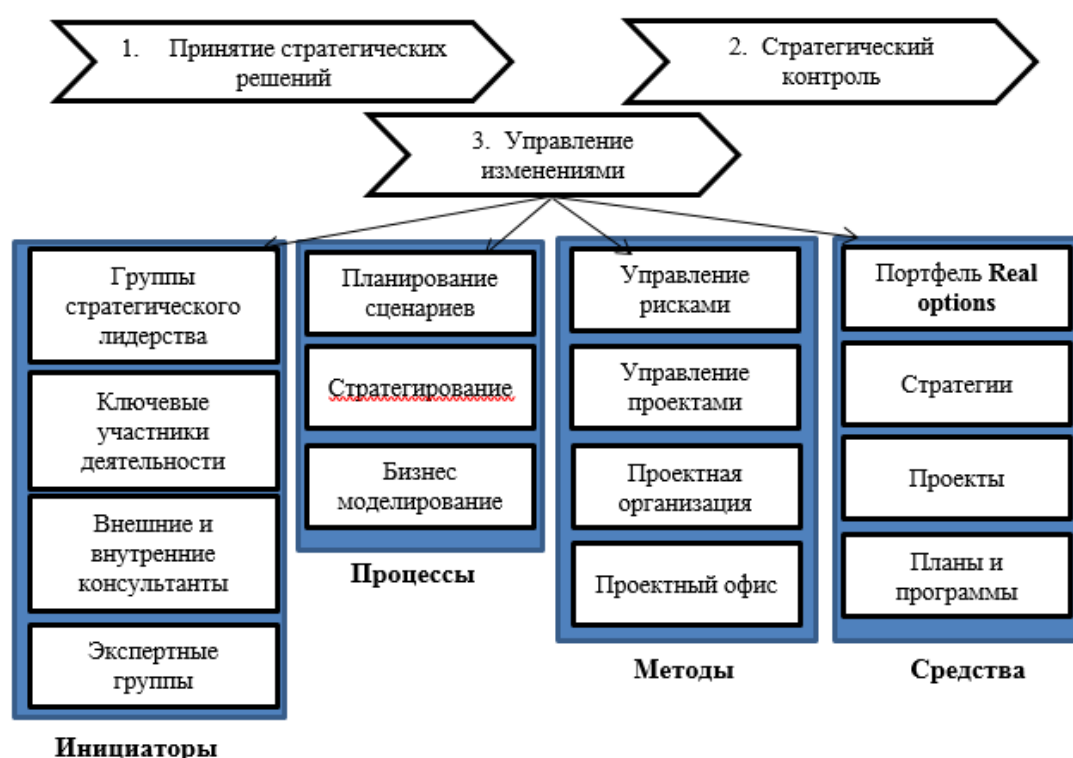 1. Принятие стратегических
решений
2. Стратегический
контроль
3. Управление
изменениями
Группы
стратегического
лидерства
Ключевые
участники
деятельности
Внешние и
внутренние
консультанты
Экспертные
группы
Инициаторы
Планирование
сценариев
Стратегирование
Бизнес
моделирование
Процессы
Управление
рисками
Управление
проектами
Проектная
организация
Проектный офис
Методы
Портфель Real
options
Стратегии
Проекты
Планы и
программы
Средства